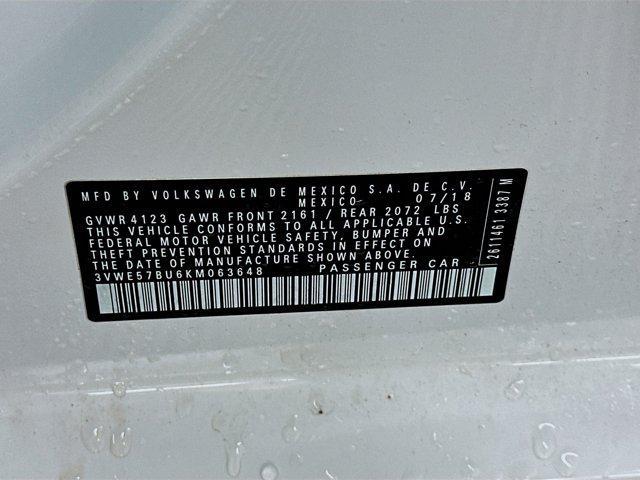 MFD BY VOLKSWAGEN DE MEXICO S.A. DE C.V.
MEXICO 07/18
GVWR 4123 GAWR FRONT 2161 / REAR 2072 LBS
THIS VEHICLE CONFORMS TO ALL APPLICABLE U.S.
FEDERAL MOTOR VEHICLE SAFETY, BUMPER AND
THEFT PREVENTION STANDARDS IN EFFECT ON
THE DATE OF MANUFACTURE SHOWN ABOVE.
3VWE57BU6KM063648 PASSENGER CAR
26114613387 M